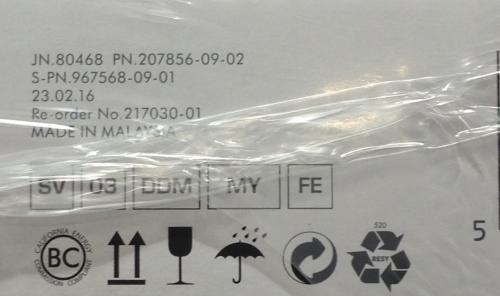 JN.80468 PN.207856-09-02
S-PN.967568-09-01
23.02.16
Re-order No.217030-01
MADE IN MALAYSIA
SV 03 DDM MY FE
5
CALIFORNIA ENERGY
BC
COMMISSION COMPLIANT
520
RESY